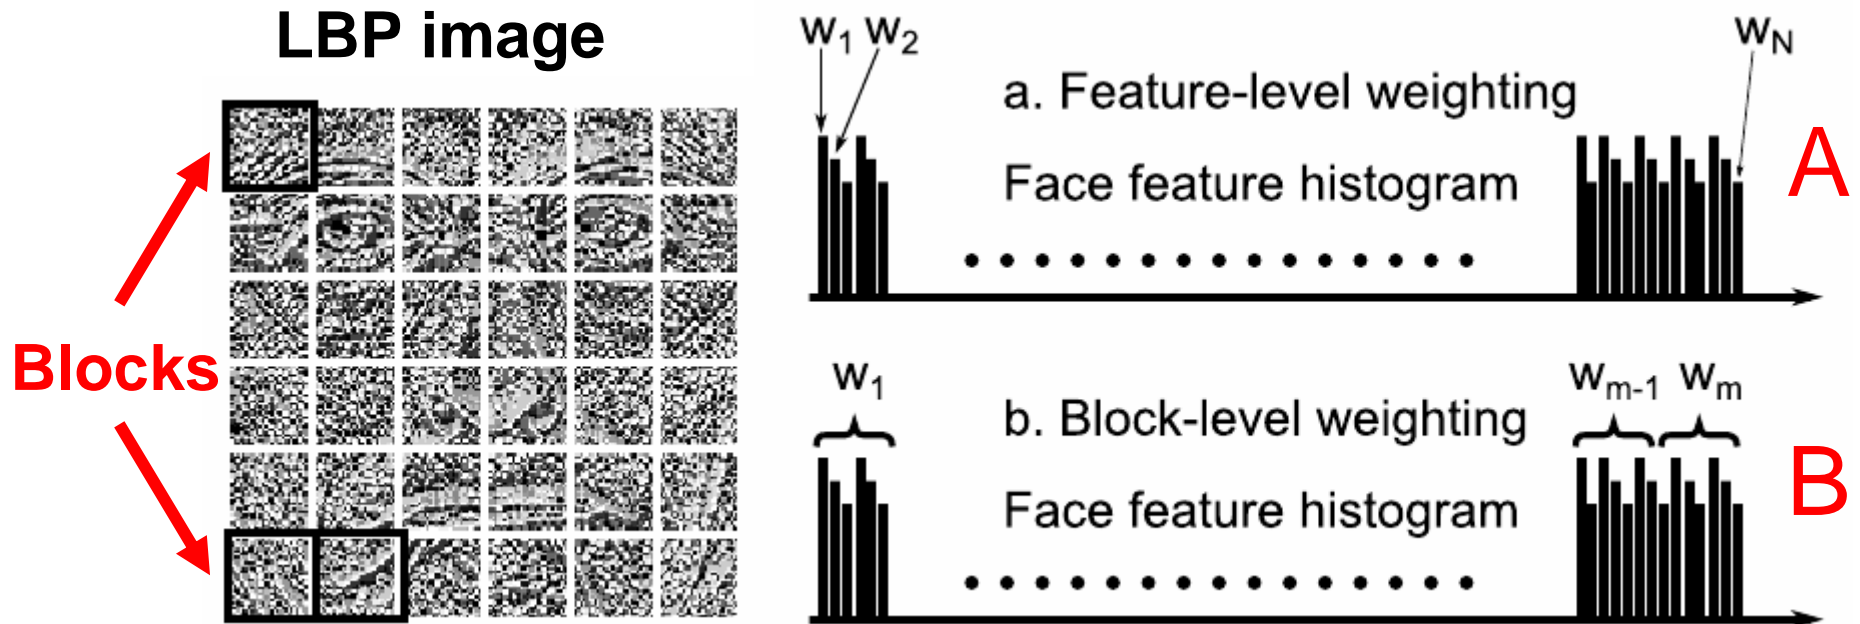 LBP image
Blocks
w1 w2
wN
a. Feature-level weighting
Face feature histogram
A
w1
wm-1 wm
b. Block-level weighting
Face feature histogram
B